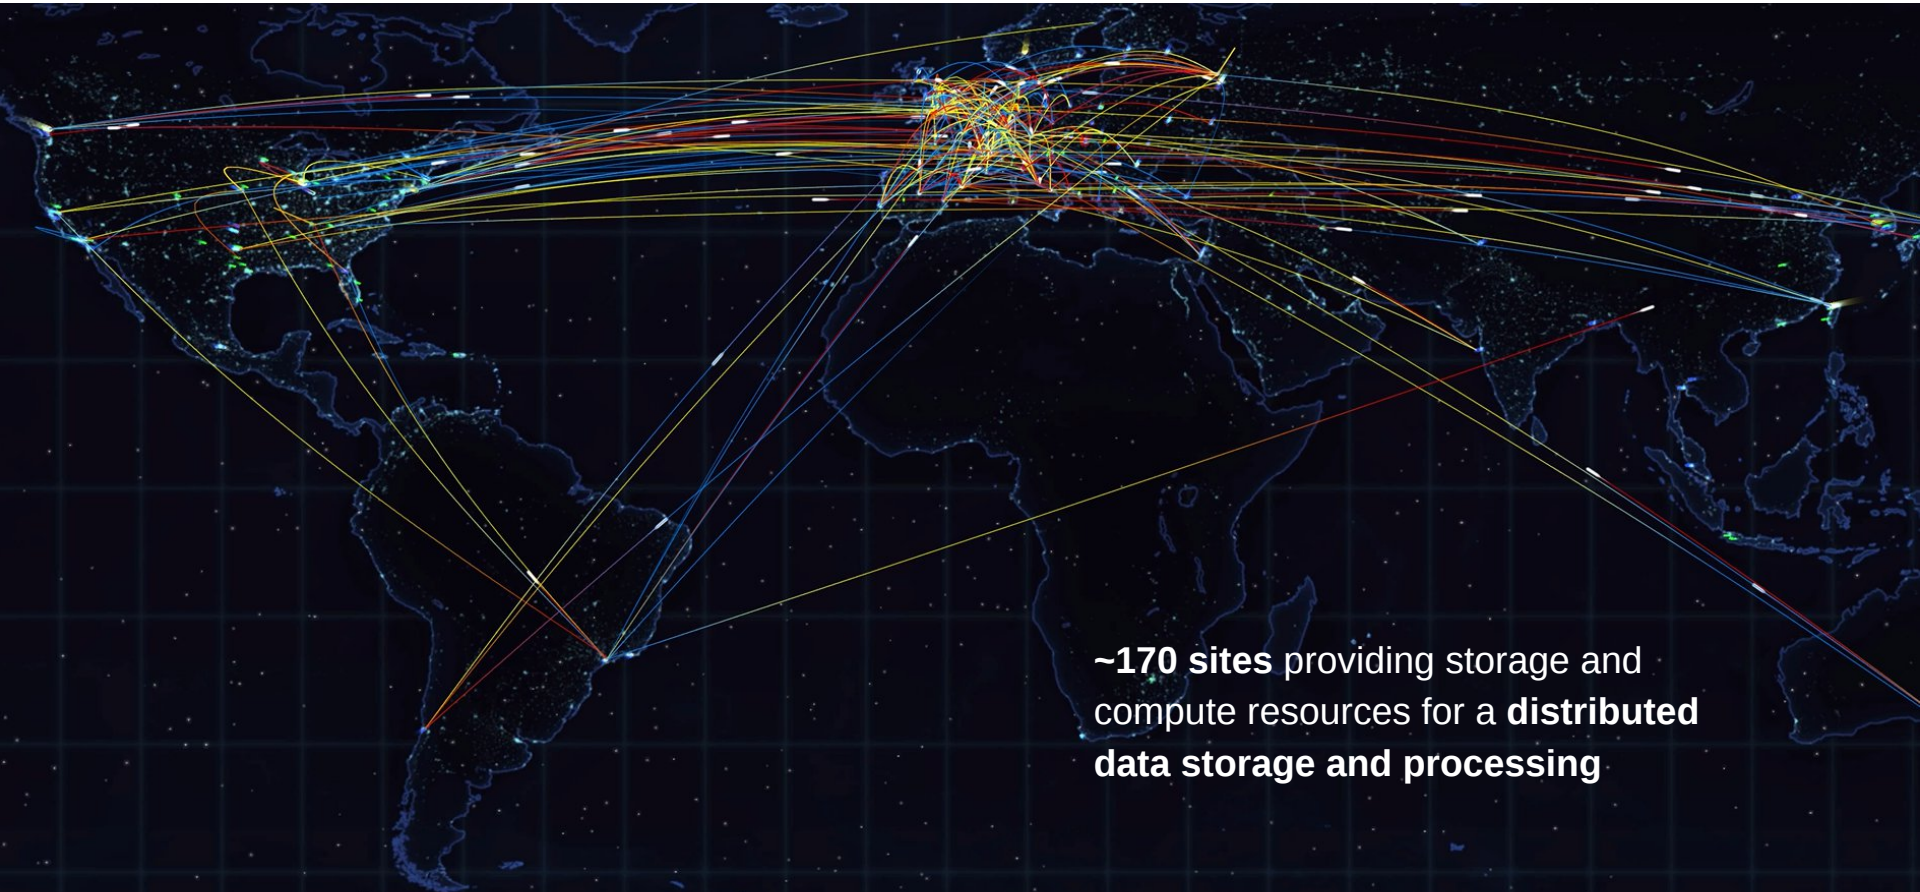 ~170 sites providing storage and
compute resources for a distributed
data storage and processing